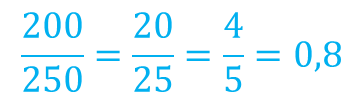 200/250 = 20/25 = 4/5 = 0,8